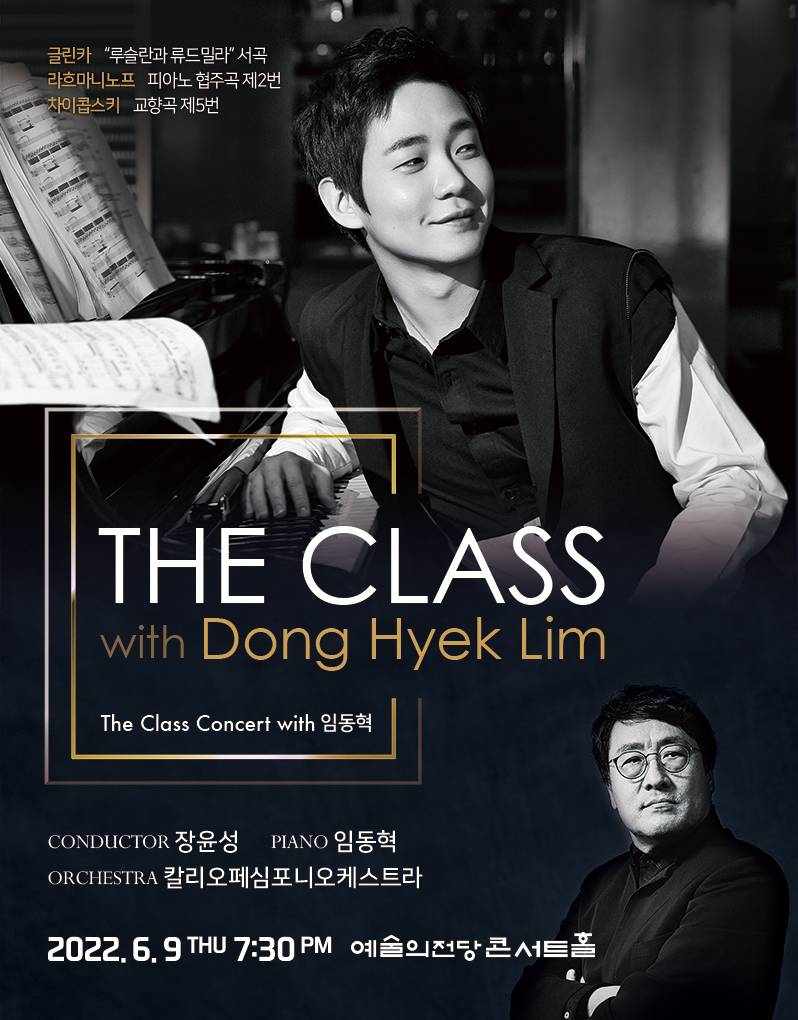 글린카 "루슬란과 류드밀라" 서곡
라흐마니노프 피아노 협주곡 제2번
차이콥스키 교향곡 제5번
THE CLASS
with Dong Hyek Lim
The Class Concert with 임동혁
CONDUCTOR 장윤성 PIANO 임동혁
ORCHESTRA 칼리오페심포니오케스트라
2022. 6. 9 THU 7:30 PM 예술의전당 콘서트홀